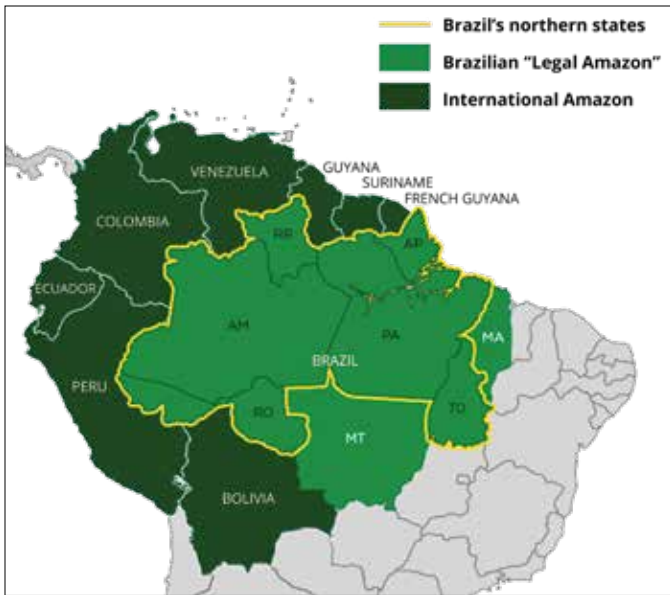 Brazil's northern states
Brazilian "Legal Amazon"
International Amazon
VENEZUELA
GUYANA
SURINAME
FRENCH GUYANA
COLOMBIA
RR
AP
ECUADOR
AM
PA
MA
BRAZIL
PERU
RO
TO
MT
BOLIVIA